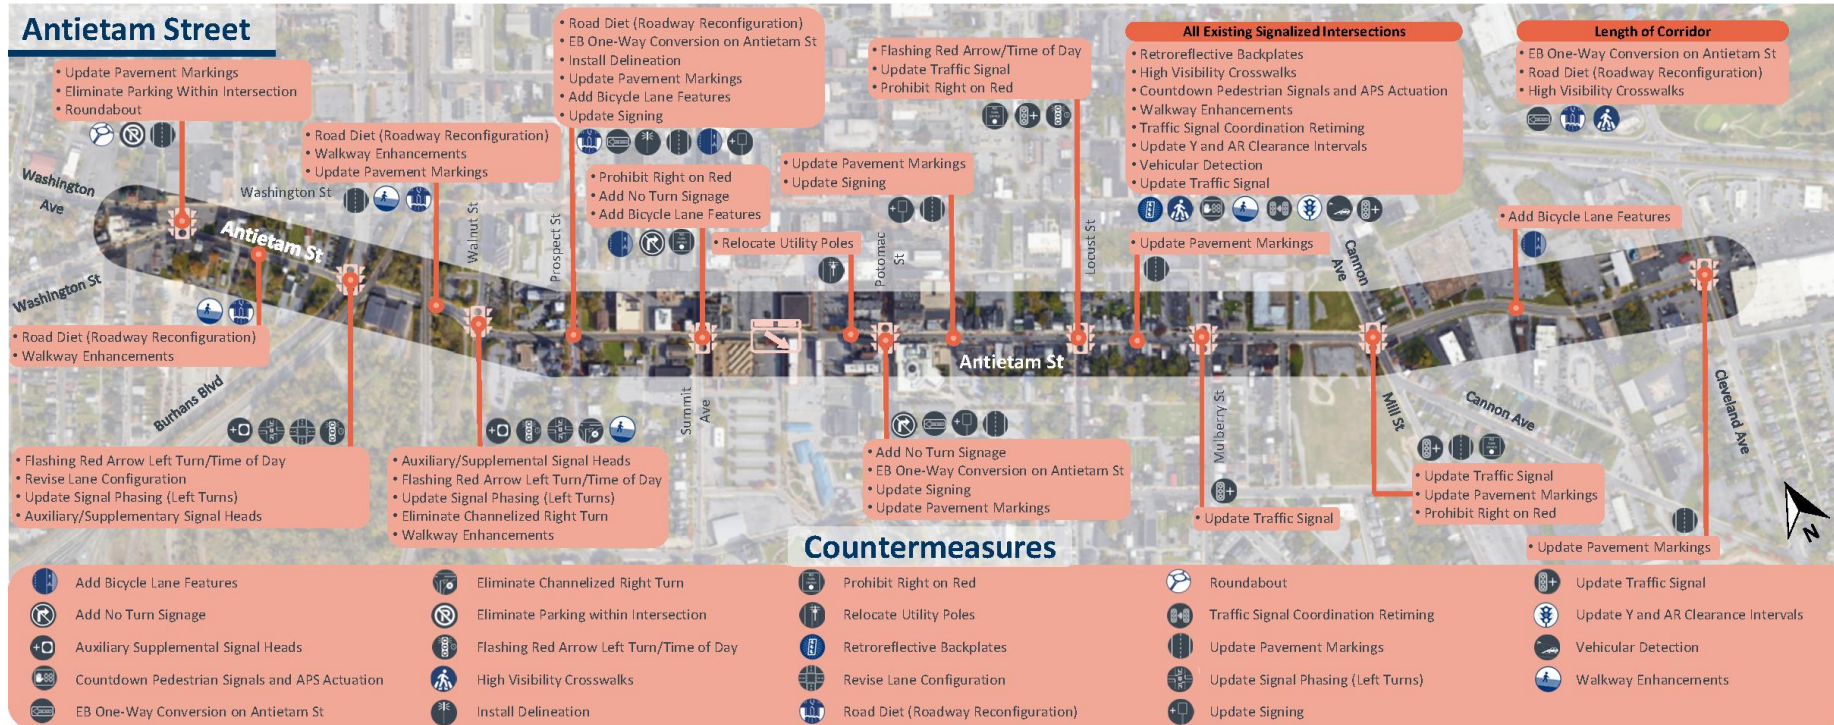 Antietam Street
• Update Pavement Markings
• Eliminate Parking Within Intersection
• Roundabout
• Road Diet (Roadway Reconfiguration)
• Walkway Enhancements
• Update Pavement Markings
• Road Diet (Roadway Reconfiguration)
• EB One-Way Conversion on Antietam St
• Install Delineation
• Update Pavement Markings
• Add Bicycle Lane Features
• Update Signing
• Prohibit Right on Red
• Add No Turn Signage
• Add Bicycle Lane Features
• Relocate Utility Poles
• Flashing Red Arrow/Time of Day
• Update Traffic Signal
• Prohibit Right on Red
• Update Pavement Markings
• Update Signing
All Existing Signalized Intersections
• Retroreflective Backplates
• High Visibility Crosswalks
• Countdown Pedestrian Signals and APS Actuation
• Walkway Enhancements
• Traffic Signal Coordination Retiming
• Update Y and AR Clearance Intervals
• Vehicular Detection
• Update Traffic Signal
Length of Corridor
• EB One-Way Conversion on Antietam St
• Road Diet (Roadway Reconfiguration)
• High Visibility Crosswalks
• Update Pavement Markings
• Add Bicycle Lane Features
Washington
Ave
Washington St
Washington St
Antietam St
Walnut St
Prospect St
Potomac
St
Locust St
Cannon
Ave
Antietam St
Burhans Blvd
Summit
Ave
Mulberry St
Mill St
Cannon Ave
Cleveland Ave
• Road Diet (Roadway Reconfiguration)
• Walkway Enhancements
• Flashing Red Arrow Left Turn/Time of Day
• Revise Lane Configuration
• Update Signal Phasing (Left Turns)
• Auxiliary/Supplementary Signal Heads
• Auxiliary/Supplemental Signal Heads
• Flashing Red Arrow Left Turn/Time of Day
• Update Signal Phasing (Left Turns)
• Eliminate Channelized Right Turn
• Walkway Enhancements
• Add No Turn Signage
• EB One-Way Conversion on Antietam St
• Update Signing
• Update Pavement Markings
• Update Traffic Signal
• Update Traffic Signal
• Update Pavement Markings
• Prohibit Right on Red
• Update Pavement Markings
N
Countermeasures
Add Bicycle Lane Features
Add No Turn Signage
Auxiliary Supplemental Signal Heads
Countdown Pedestrian Signals and APS Actuation
EB One-Way Conversion on Antietam St
Eliminate Channelized Right Turn
Eliminate Parking within Intersection
Flashing Red Arrow Left Turn/Time of Day
High Visibility Crosswalks
Install Delineation
Prohibit Right on Red
Relocate Utility Poles
Retroreflective Backplates
Revise Lane Configuration
Road Diet (Roadway Reconfiguration)
Roundabout
Traffic Signal Coordination Retiming
Update Pavement Markings
Update Signal Phasing (Left Turns)
Update Signing
Update Traffic Signal
Update Y and AR Clearance Intervals
Vehicular Detection
Walkway Enhancements